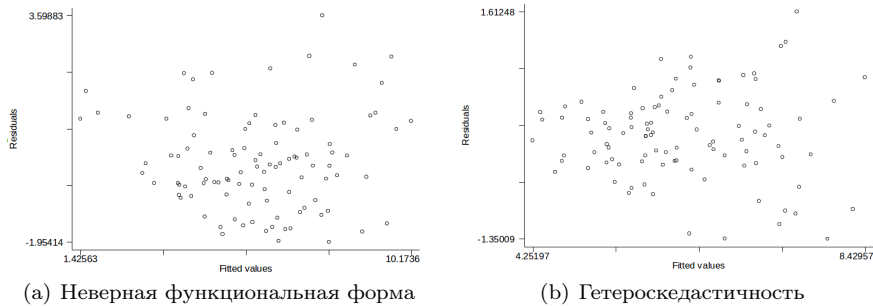 3.59883
Residuals
-1.95414
1.42563
Fitted values
10.1736
(a) Неверная функциональная форма
1.61248
Residuals
-1.35009
4.25197
Fitted values
8.42957
(b) Гетероскедастичность